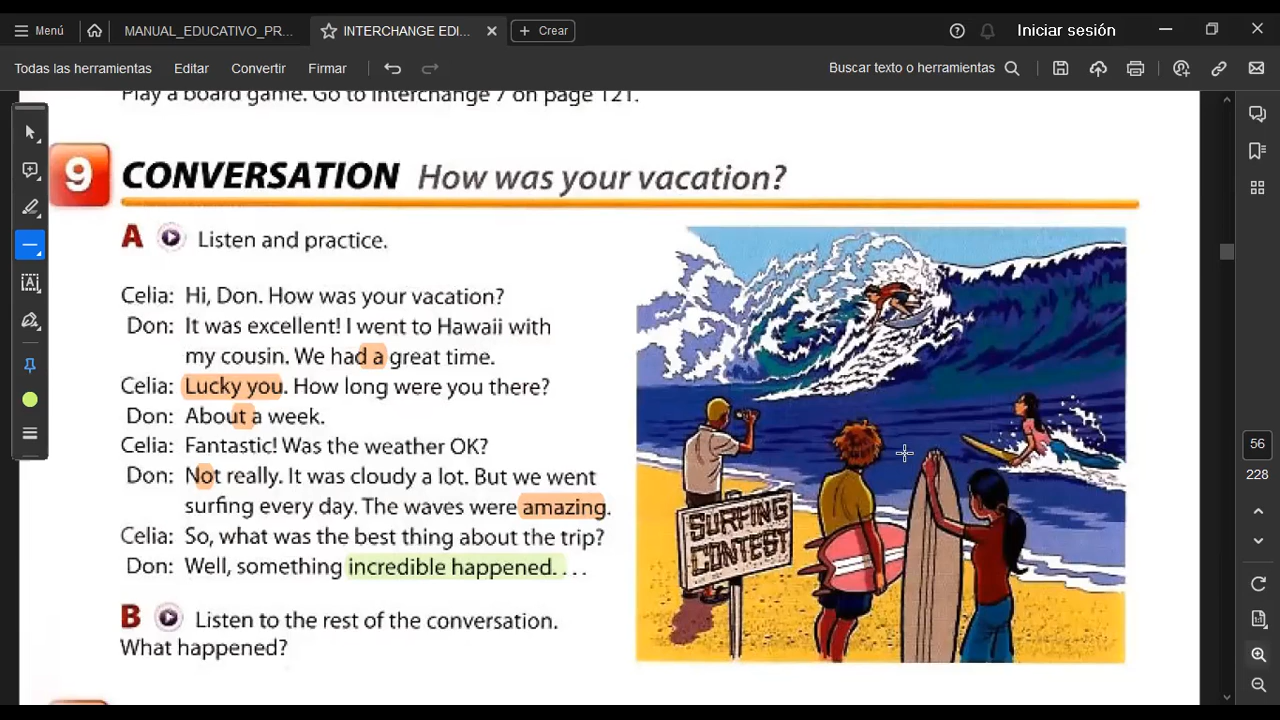 Menú
MANUAL_EDUCATIVO_PR...
INTERCHANGE EDI...
Crear
Iniciar sesión
Todas las herramientas
Editar
Convertir
Firmar
Buscar texto o herramientas
Play a board game. Go to Interchange 7 on page 121.
9 CONVERSATION How was your vacation?
A Listen and practice.
Celia: Hi, Don. How was your vacation?
Don: It was excellent! I went to Hawaii with
my cousin. We had a great time.
Celia: Lucky you. How long were you there?
Don: About a week.
Celia: Fantastic! Was the weather OK?
Don: Not really. It was cloudy a lot. But we went
surfing every day. The waves were amazing.
Celia: So, what was the best thing about the trip?
Don: Well, something incredible happened. . . .
B Listen to the rest of the conversation.
What happened?
SURFING
CONTEST
56
228